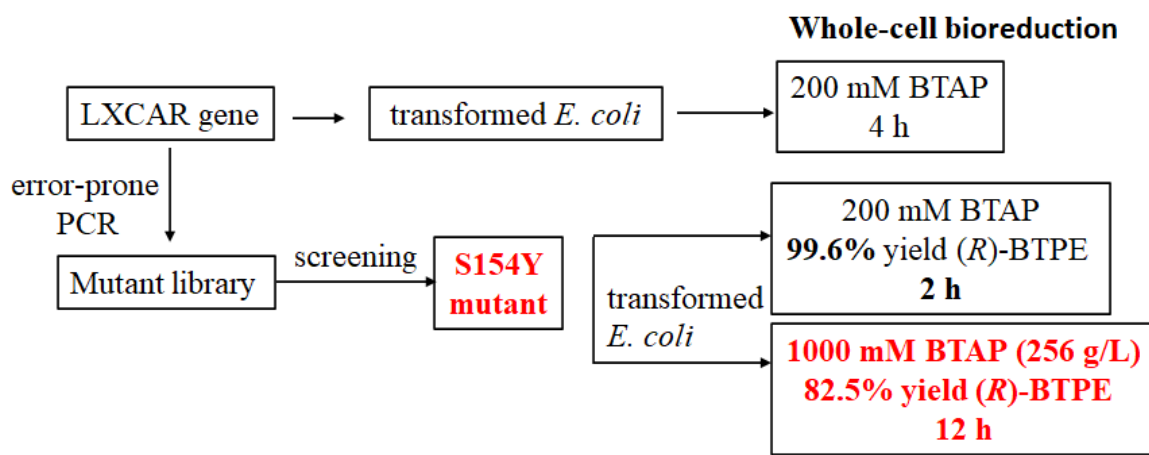 Whole-cell bioreduction
LXCAR gene
transformed E. coli
200 mM BTAP
4 h
error-prone
PCR
Mutant library
screening
S154Y
mutant
transformed
E. coli
200 mM BTAP
99.6% yield (R)-BTPE
2 h
1000 mM BTAP (256 g/L)
82.5% yield (R)-BTPE
12 h